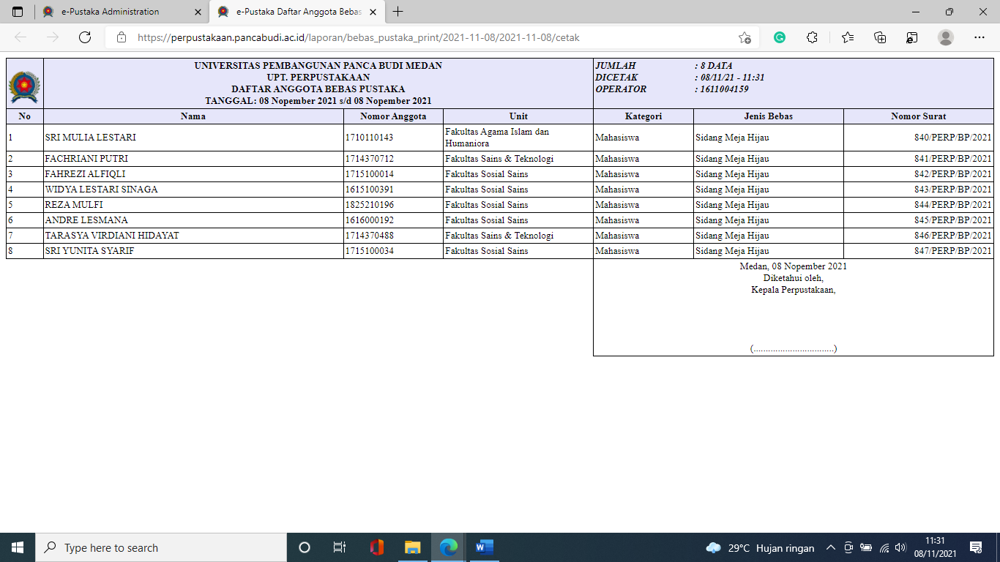 e-Pustaka Administration
e-Pustaka Daftar Anggota Bebas
https://perpustakaan.pancabudi.ac.id/laporan/bebas_pustaka_print/2021-11-08/2021-11-08/cetak
UNIVERSITAS PEMBANGUNAN PANCA BUDI MEDAN
UPT. PERPUSTAKAAN
DAFTAR ANGGOTA BEBAS PUSTAKA
TANGGAL: 08 Nopember 2021 s/d 08 Nopember 2021
JUMLAH : 8 DATA
DICETAK : 08/11/21 - 11:31
OPERATOR : 1611004159
No Nama Nomor Anggota Unit Kategori Jenis Bebas Nomor Surat
1 SRI MULIA LESTARI 1710110143 Fakultas Agama Islam dan Humaniora Mahasiswa Sidang Meja Hijau 840/PERP/BP/2021
2 FACHRIANI PUTRI 1714370712 Fakultas Sains & Teknologi Mahasiswa Sidang Meja Hijau 841/PERP/BP/2021
3 FAHREZI ALFIQLI 1715100014 Fakultas Sosial Sains Mahasiswa Sidang Meja Hijau 842/PERP/BP/2021
4 WIDYA LESTARI SINAGA 1615100391 Fakultas Sosial Sains Mahasiswa Sidang Meja Hijau 843/PERP/BP/2021
5 REZA MULFI 1825210196 Fakultas Sosial Sains Mahasiswa Sidang Meja Hijau 844/PERP/BP/2021
6 ANDRE LESMANA 1616000192 Fakultas Sosial Sains Mahasiswa Sidang Meja Hijau 845/PERP/BP/2021
7 TARASYA VIRDIANI HIDAYAT 1714370488 Fakultas Sains & Teknologi Mahasiswa Sidang Meja Hijau 846/PERP/BP/2021
8 SRI YUNITA SYARIF 1715100034 Fakultas Sosial Sains Mahasiswa Sidang Meja Hijau 847/PERP/BP/2021
Medan, 08 Nopember 2021
Diketahui oleh,
Kepala Perpustakaan,
(.................................)
Type here to search
29°C Hujan ringan
11:31
08/11/2021